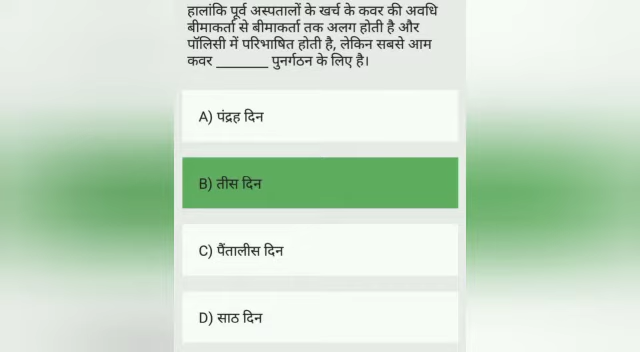 हालांकि पूर्व अस्पतालों के खर्च के कवर की अवधि
बीमाकर्ता से बीमाकर्ता तक अलग होती है और
पॉलिसी में परिभाषित होती है, लेकिन सबसे आम
कवर ________ पुनर्गठन के लिए है।
A) पंद्रह दिन
B) तीस दिन
C) पैंतालीस दिन
D) साठ दिन